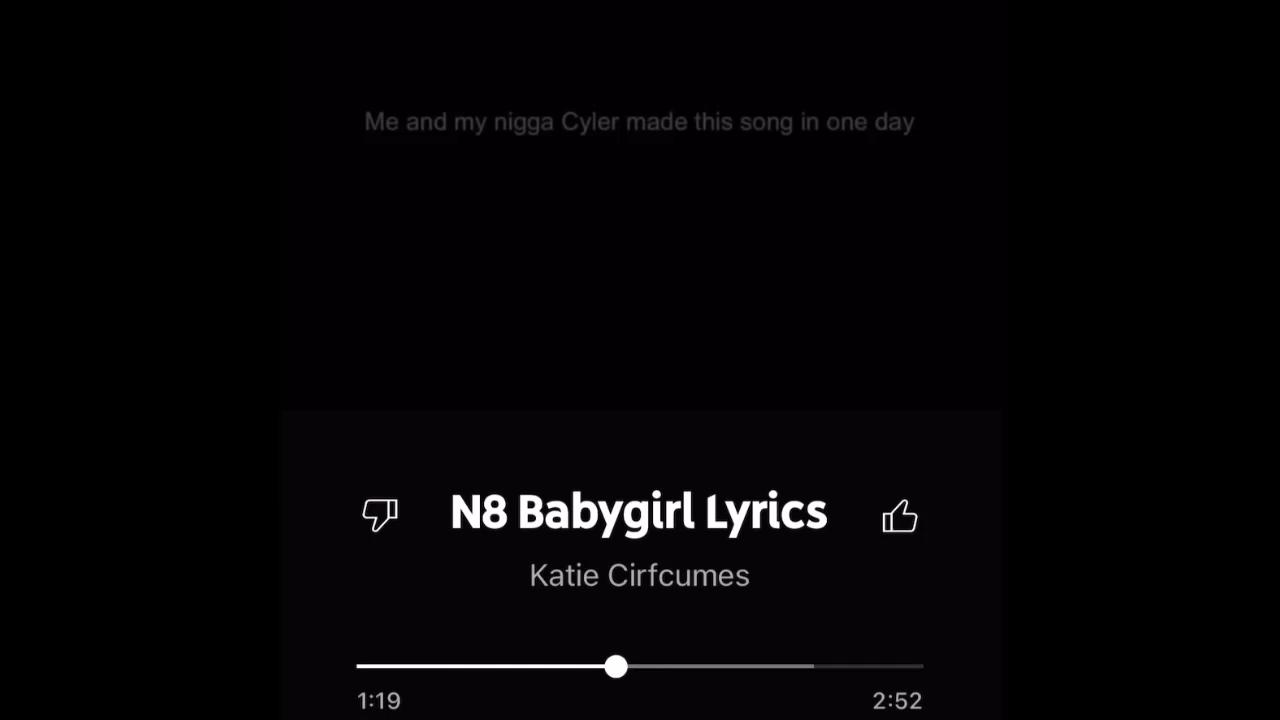 Me and my nigga Cyler made this song in one day
N8 Babygirl Lyrics
Katie Cirfcumes
1:19
2:52